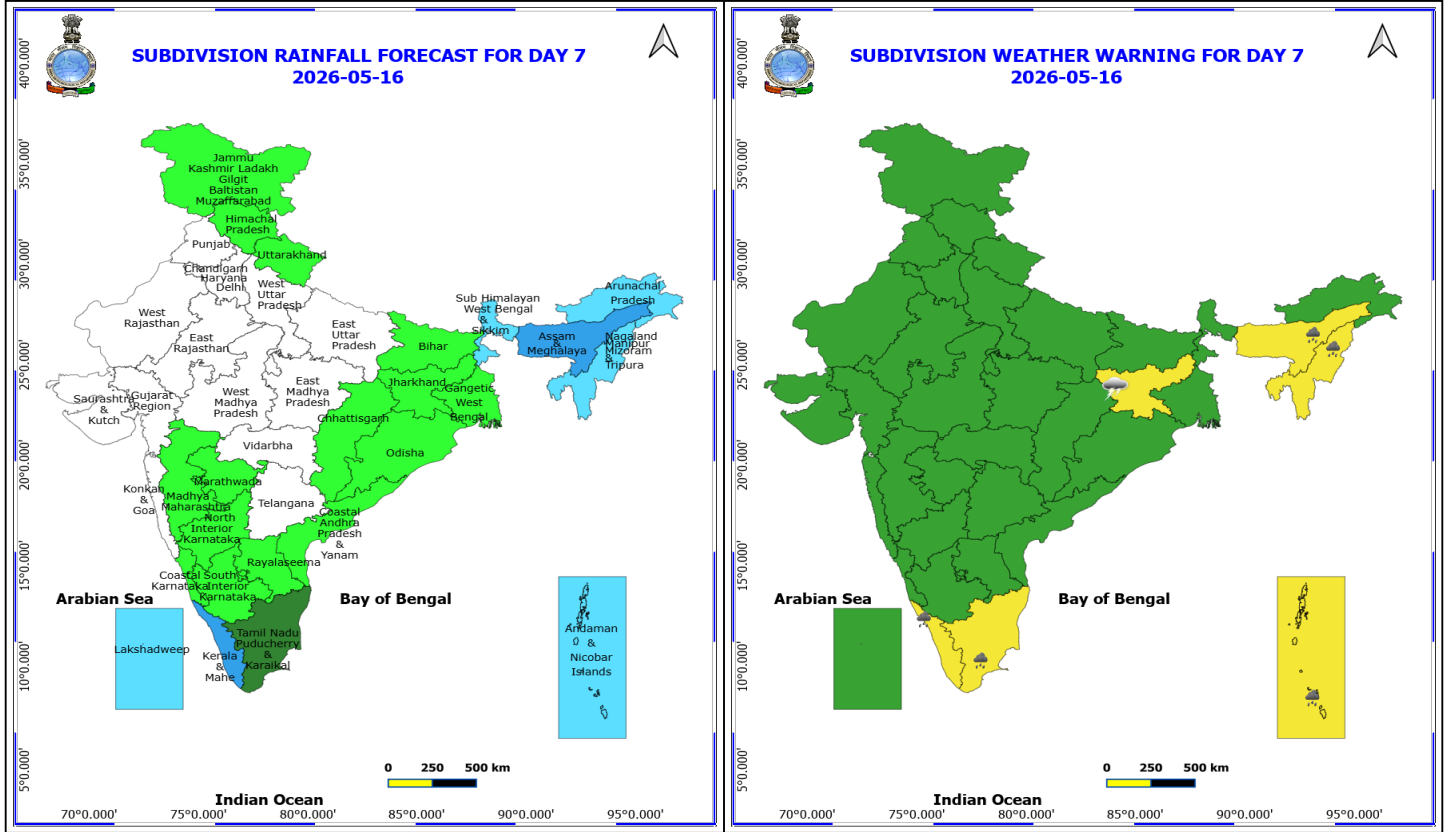 SUBDIVISION RAINFALL FORECAST FOR DAY 7
2026-05-16
40°0.000'
35°0.000'
30°0.000'
25°0.000'
20°0.000'
15°0.000'
10°0.000'
5°0.000'
Jammu
Kashmir Ladakh
Gilgit
Baltistan
Muzaffarabad
Himachal
Pradesh
Punjab
Uttarakhand
Chandigarh
Haryana
Delhi
West
Uttar
Pradesh
West
Rajasthan
East
Rajasthan
East
Uttar
Pradesh
Sub Himalayan
West Bengal
&
Sikkim
Arunachal
Pradesh
Assam
&
Meghalaya
Nagaland
Manipur
Mizoram
&
Tripura
Bihar
Jharkhand
Gangetic
West
Bengal
Saurashtra
&
Kutch
Gujarat
Region
West
Madhya
Pradesh
East
Madhya
Pradesh
Chhattisgarh
Vidarbha
Odisha
Konkan
&
Goa
Marathwada
Madhya
Maharashtra
Telangana
North
Interior
Karnataka
Coastal
Andhra
Pradesh
&
Yanam
Rayalaseema
Coastal
Karnataka
South
Interior
Karnataka
Arabian Sea
Bay of Bengal
Lakshadweep
Kerala
&
Mahe
Tamil Nadu
Puducherry
&
Karaikal
Andaman
&
Nicobar
Islands
0 250 500 km
Indian Ocean
70°0.000' 75°0.000' 80°0.000' 85°0.000' 90°0.000' 95°0.000'
SUBDIVISION WEATHER WARNING FOR DAY 7
2026-05-16
40°0.000'
35°0.000'
30°0.000'
25°0.000'
20°0.000'
15°0.000'
10°0.000'
5°0.000'
Arabian Sea
Bay of Bengal
0 250 500 km
Indian Ocean
70°0.000' 75°0.000' 80°0.000' 85°0.000' 90°0.000' 95°0.000'